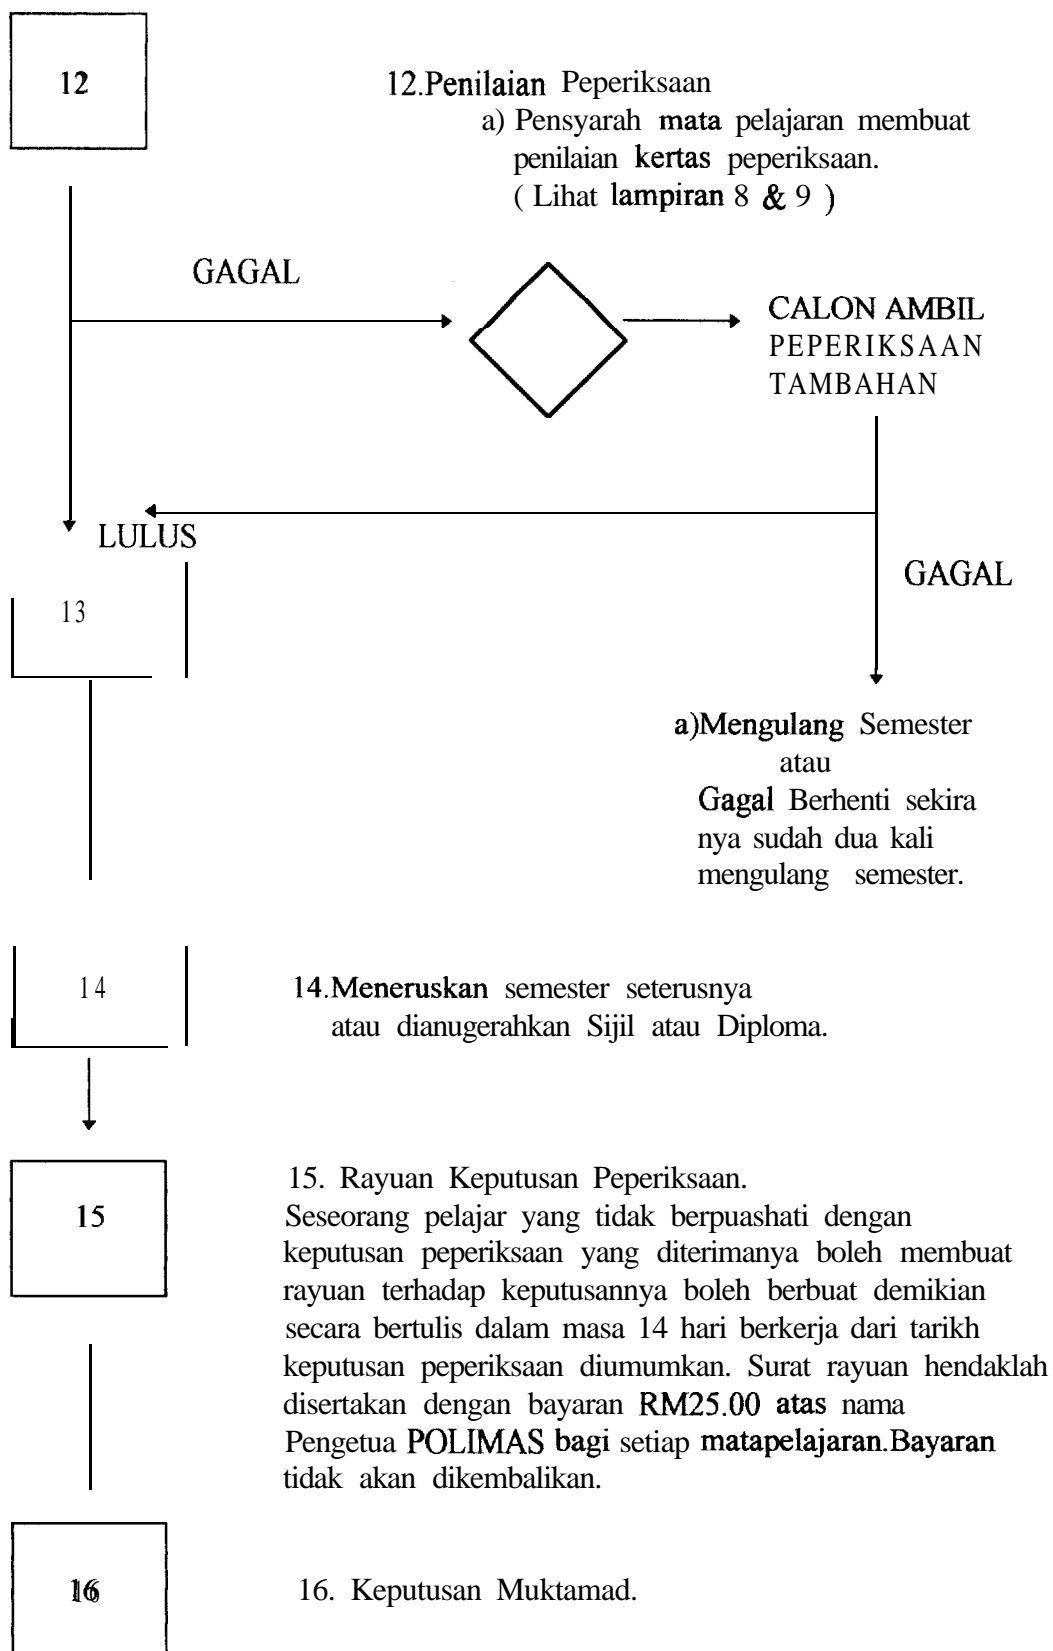 12
12.Penilaian Peperiksaan
a) Pensyarah mata pelajaran membuat
penilaian kertas peperiksaan.
( Lihat lampiran 8 & 9 )
GAGAL
CALON AMBIL
PEPERIKSAAN
TAMBAHAN
LULUS
GAGAL
13
a)Mengulang Semester
atau
Gagal Berhenti sekira
nya sudah dua kali
mengulang semester.
14
14.Meneruskan semester seterusnya
atau dianugerahkan Sijil atau Diploma.
15
15. Rayuan Keputusan Peperiksaan.
Seseorang pelajar yang tidak berpuashati dengan
keputusan peperiksaan yang diterimanya boleh membuat
rayuan terhadap keputusannya boleh berbuat demikian
secara bertulis dalam masa 14 hari berkerja dari tarikh
keputusan peperiksaan diumumkan. Surat rayuan hendaklah
disertakan dengan bayaran RM25.00 atas nama
Pengetua POLIMAS bagi setiap matapelajaran.Bayaran
tidak akan dikembalikan.
16
16. Keputusan Muktamad.